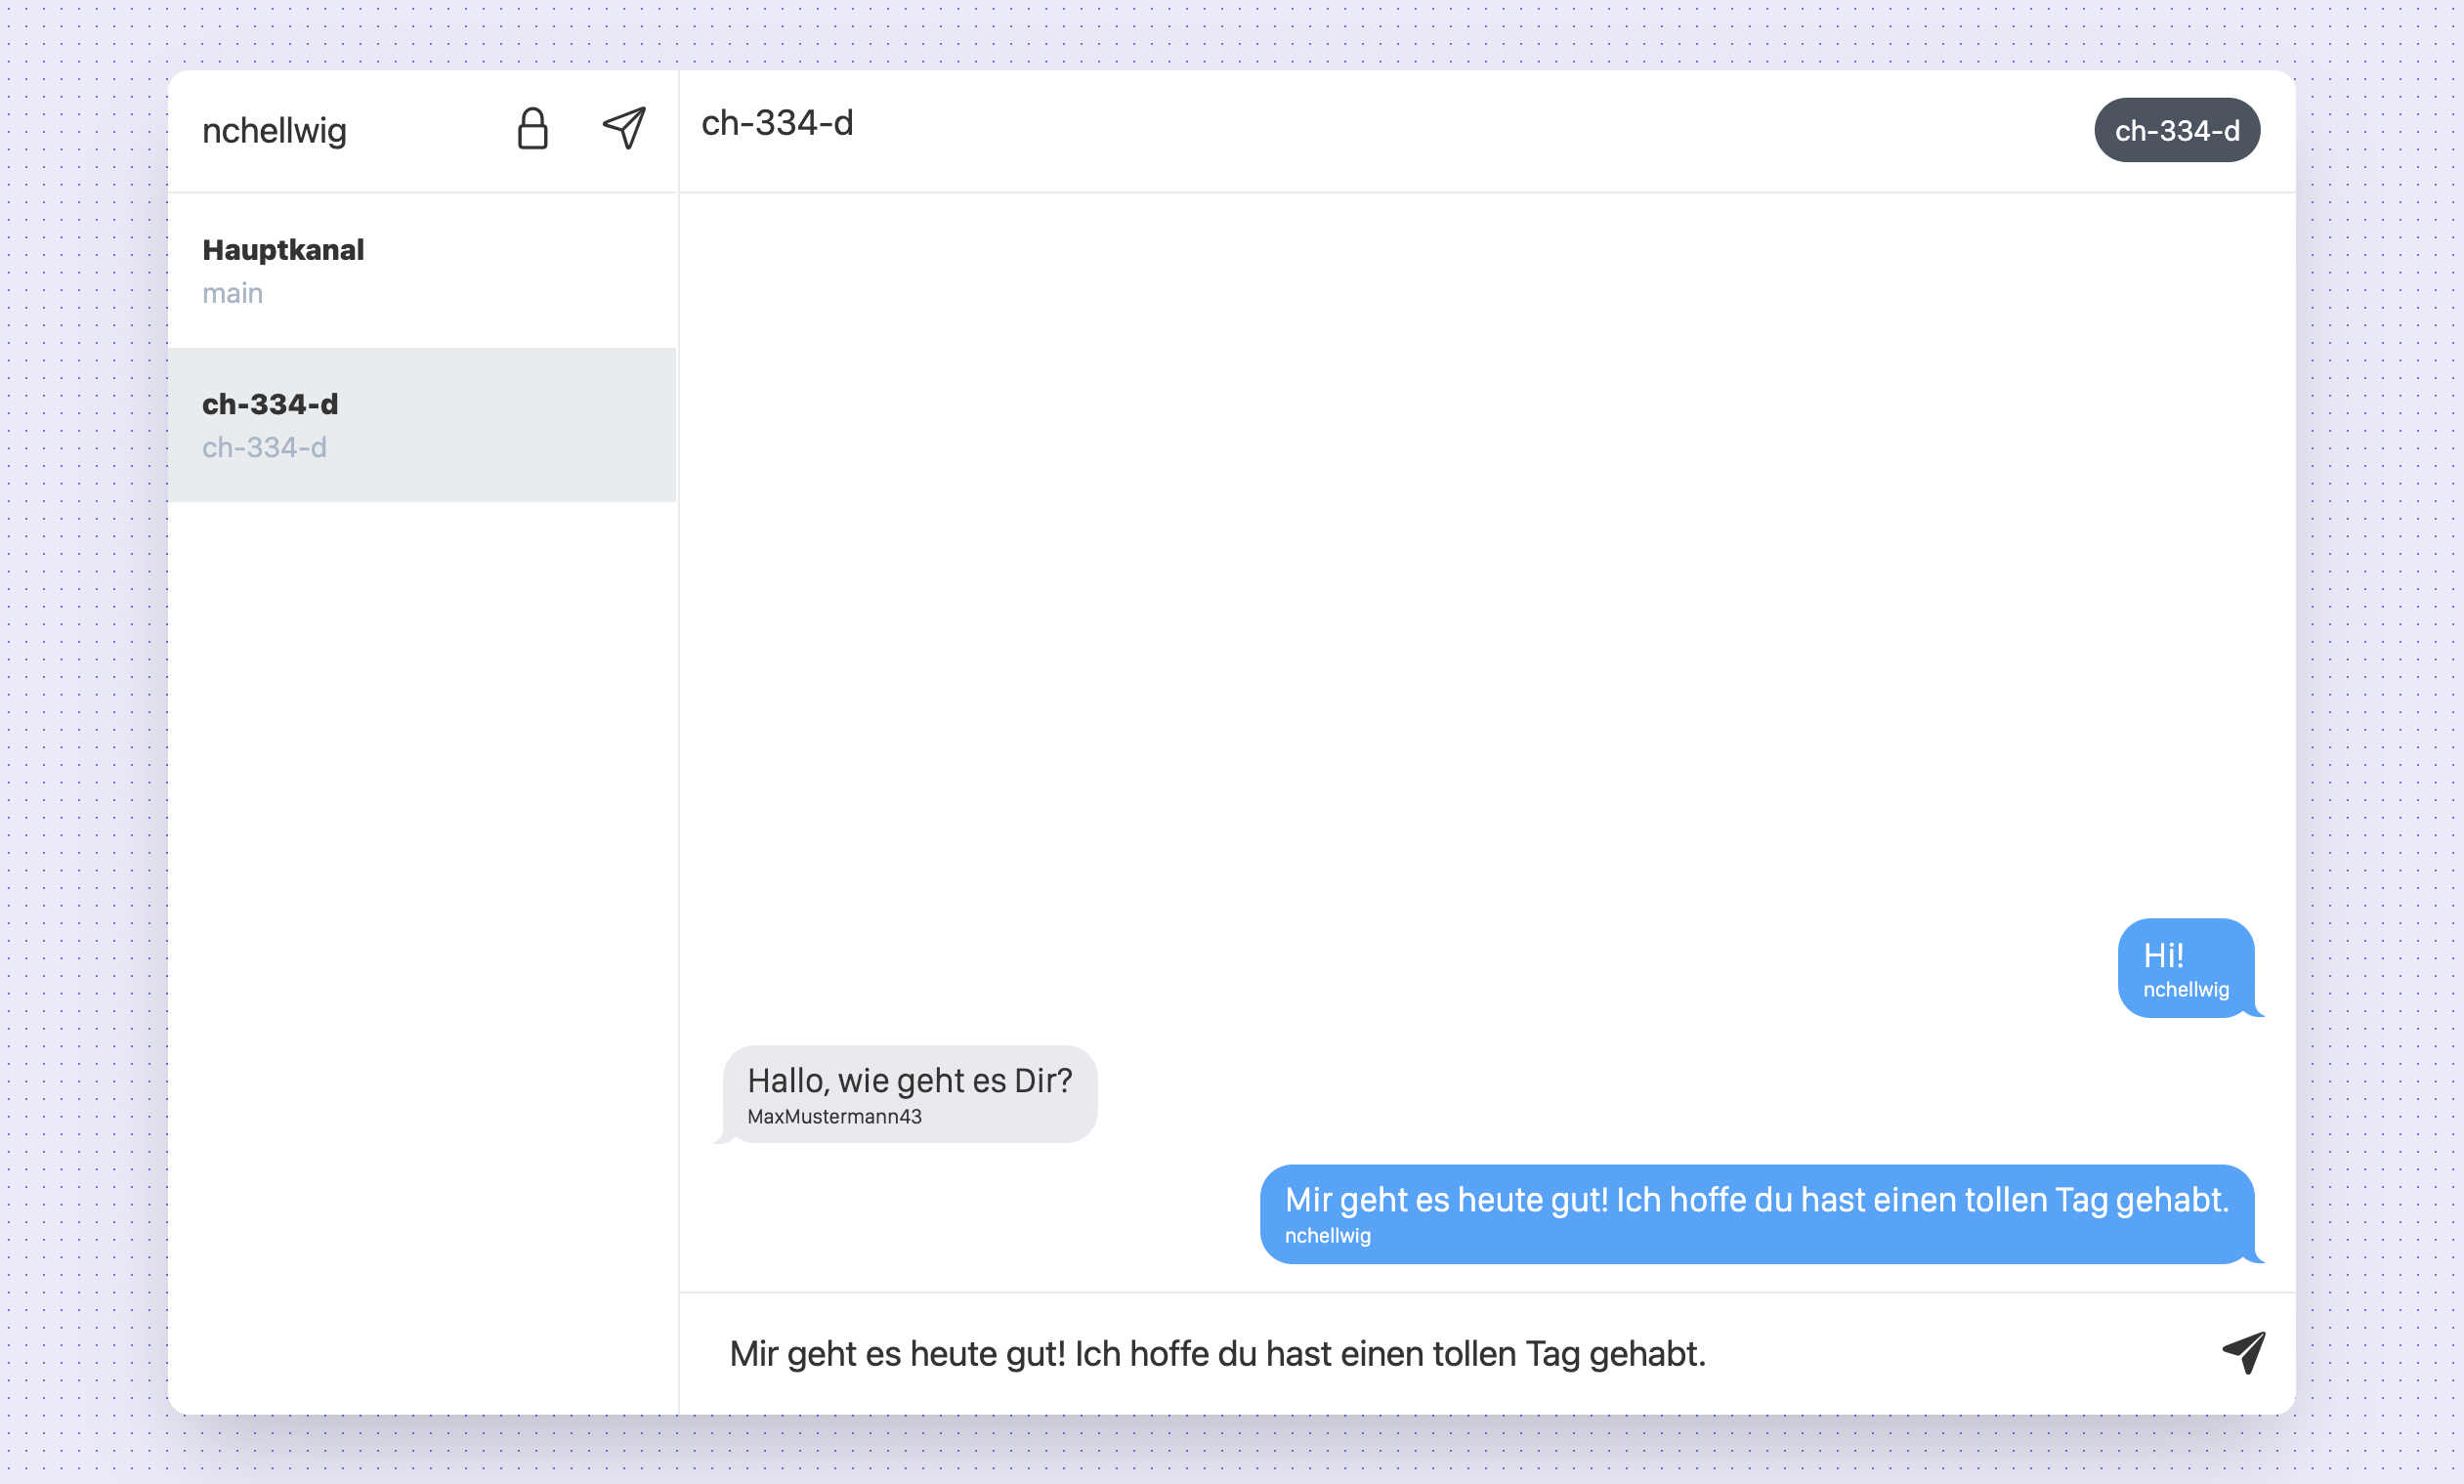 nchellwig
Hauptkanal
main
ch-334-d
ch-334-d
ch-334-d
ch-334-d
Hi!
nchellwig
Hallo, wie geht es Dir?
MaxMustermann43
Mir geht es heute gut! Ich hoffe du hast einen tollen Tag gehabt.
nchellwig
Mir geht es heute gut! Ich hoffe du hast einen tollen Tag gehabt.